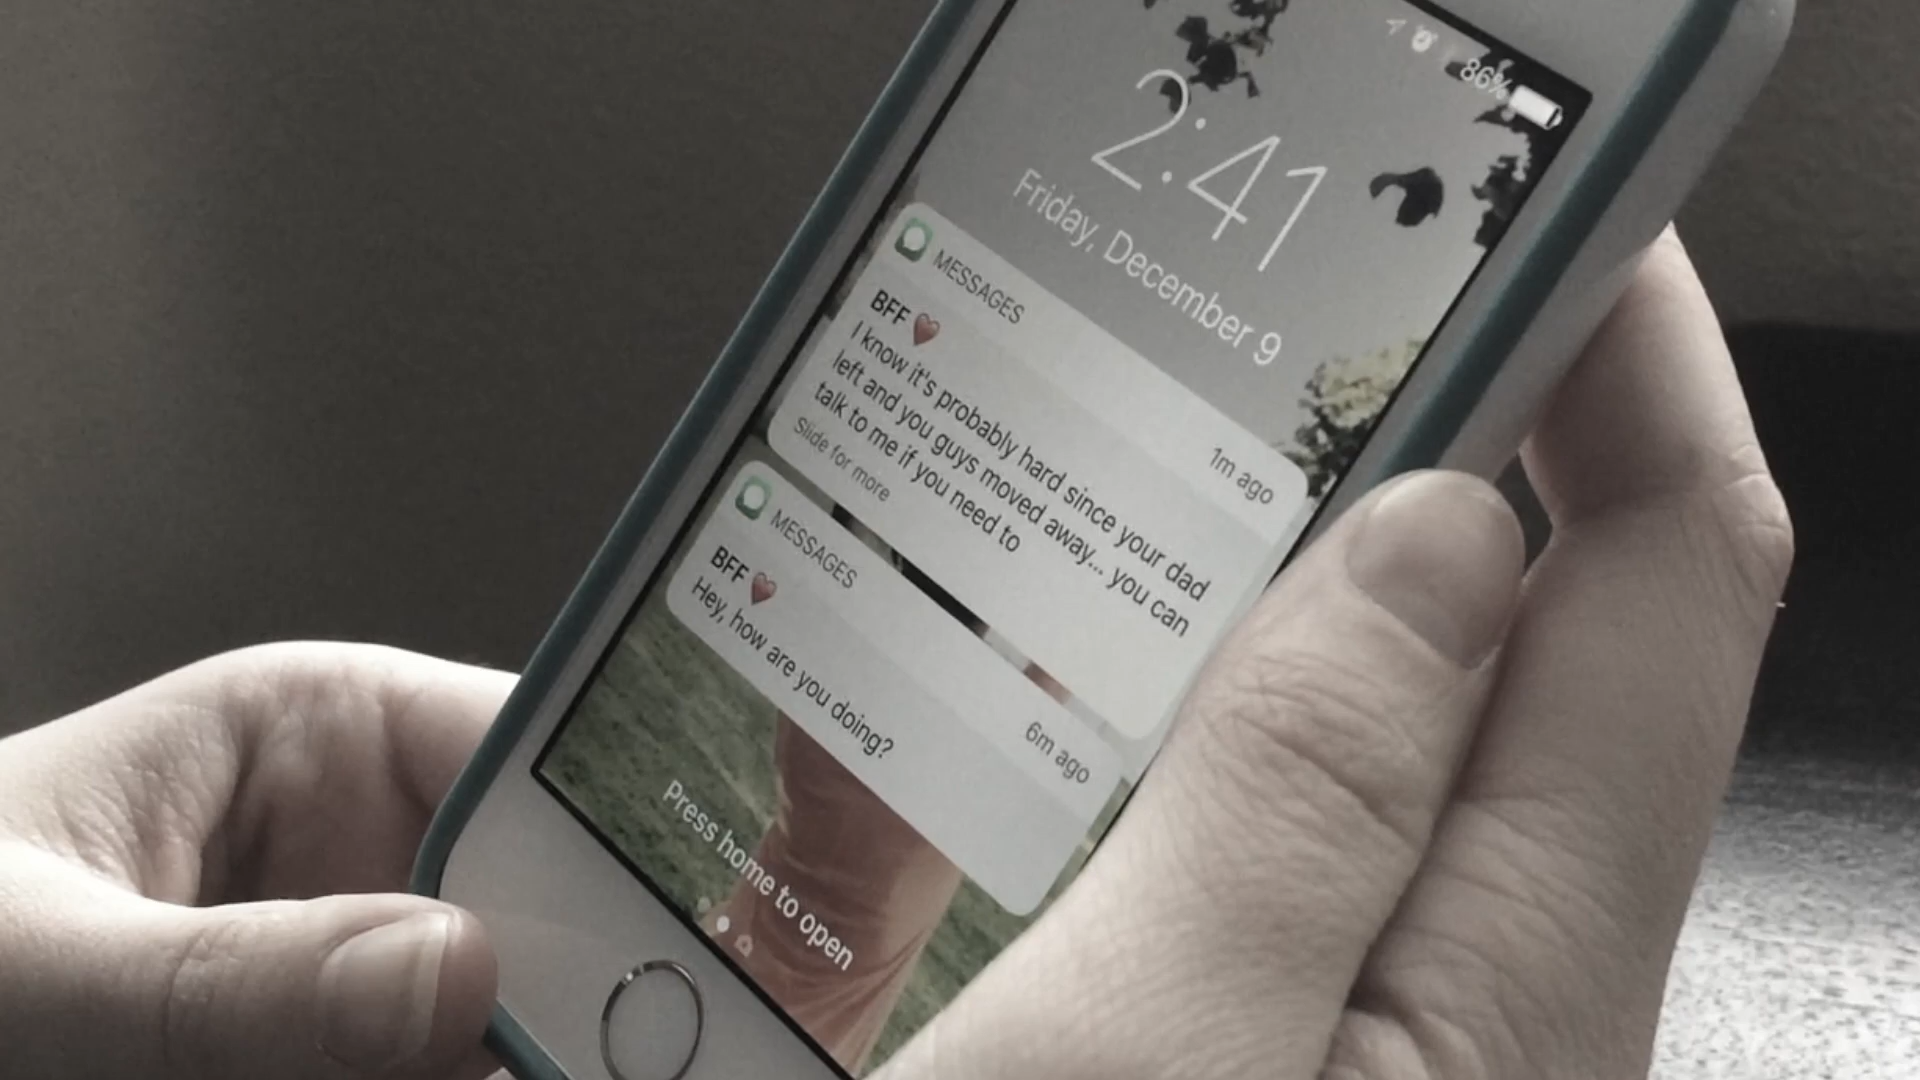 86%
2:41
Friday, December 9
MESSAGES
1m ago
BFF ❤️
I know it's probably hard since your dad
left and you guys moved away... you can
talk to me if you need to
Slide for more
MESSAGES
6m ago
BFF ❤️
Hey, how are you doing?
Press home to open